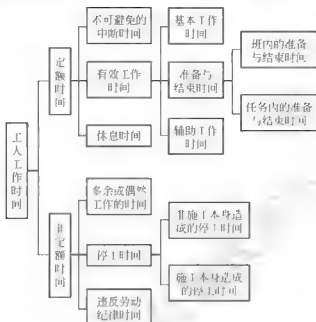 不可避免的
中断时间
基本工作
时间
定额时间
有效工作
时间
准备与
结束时间
班内的准备
与结束时间
任务内的准备
与结束时间
休息时间
辅助工作
时间
工人工作时间
多余或偶然
工作的时间
非定额时间
停工时间
非施工本身造
成的停工时间
施工本身造成
的停工时间
违反劳动
纪律时间